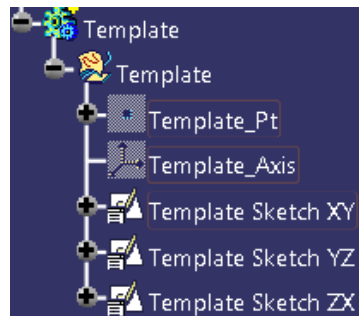 Template
Template
Template_Pt
Template_Axis
Template Sketch XY
Template Sketch YZ
Template Sketch ZX